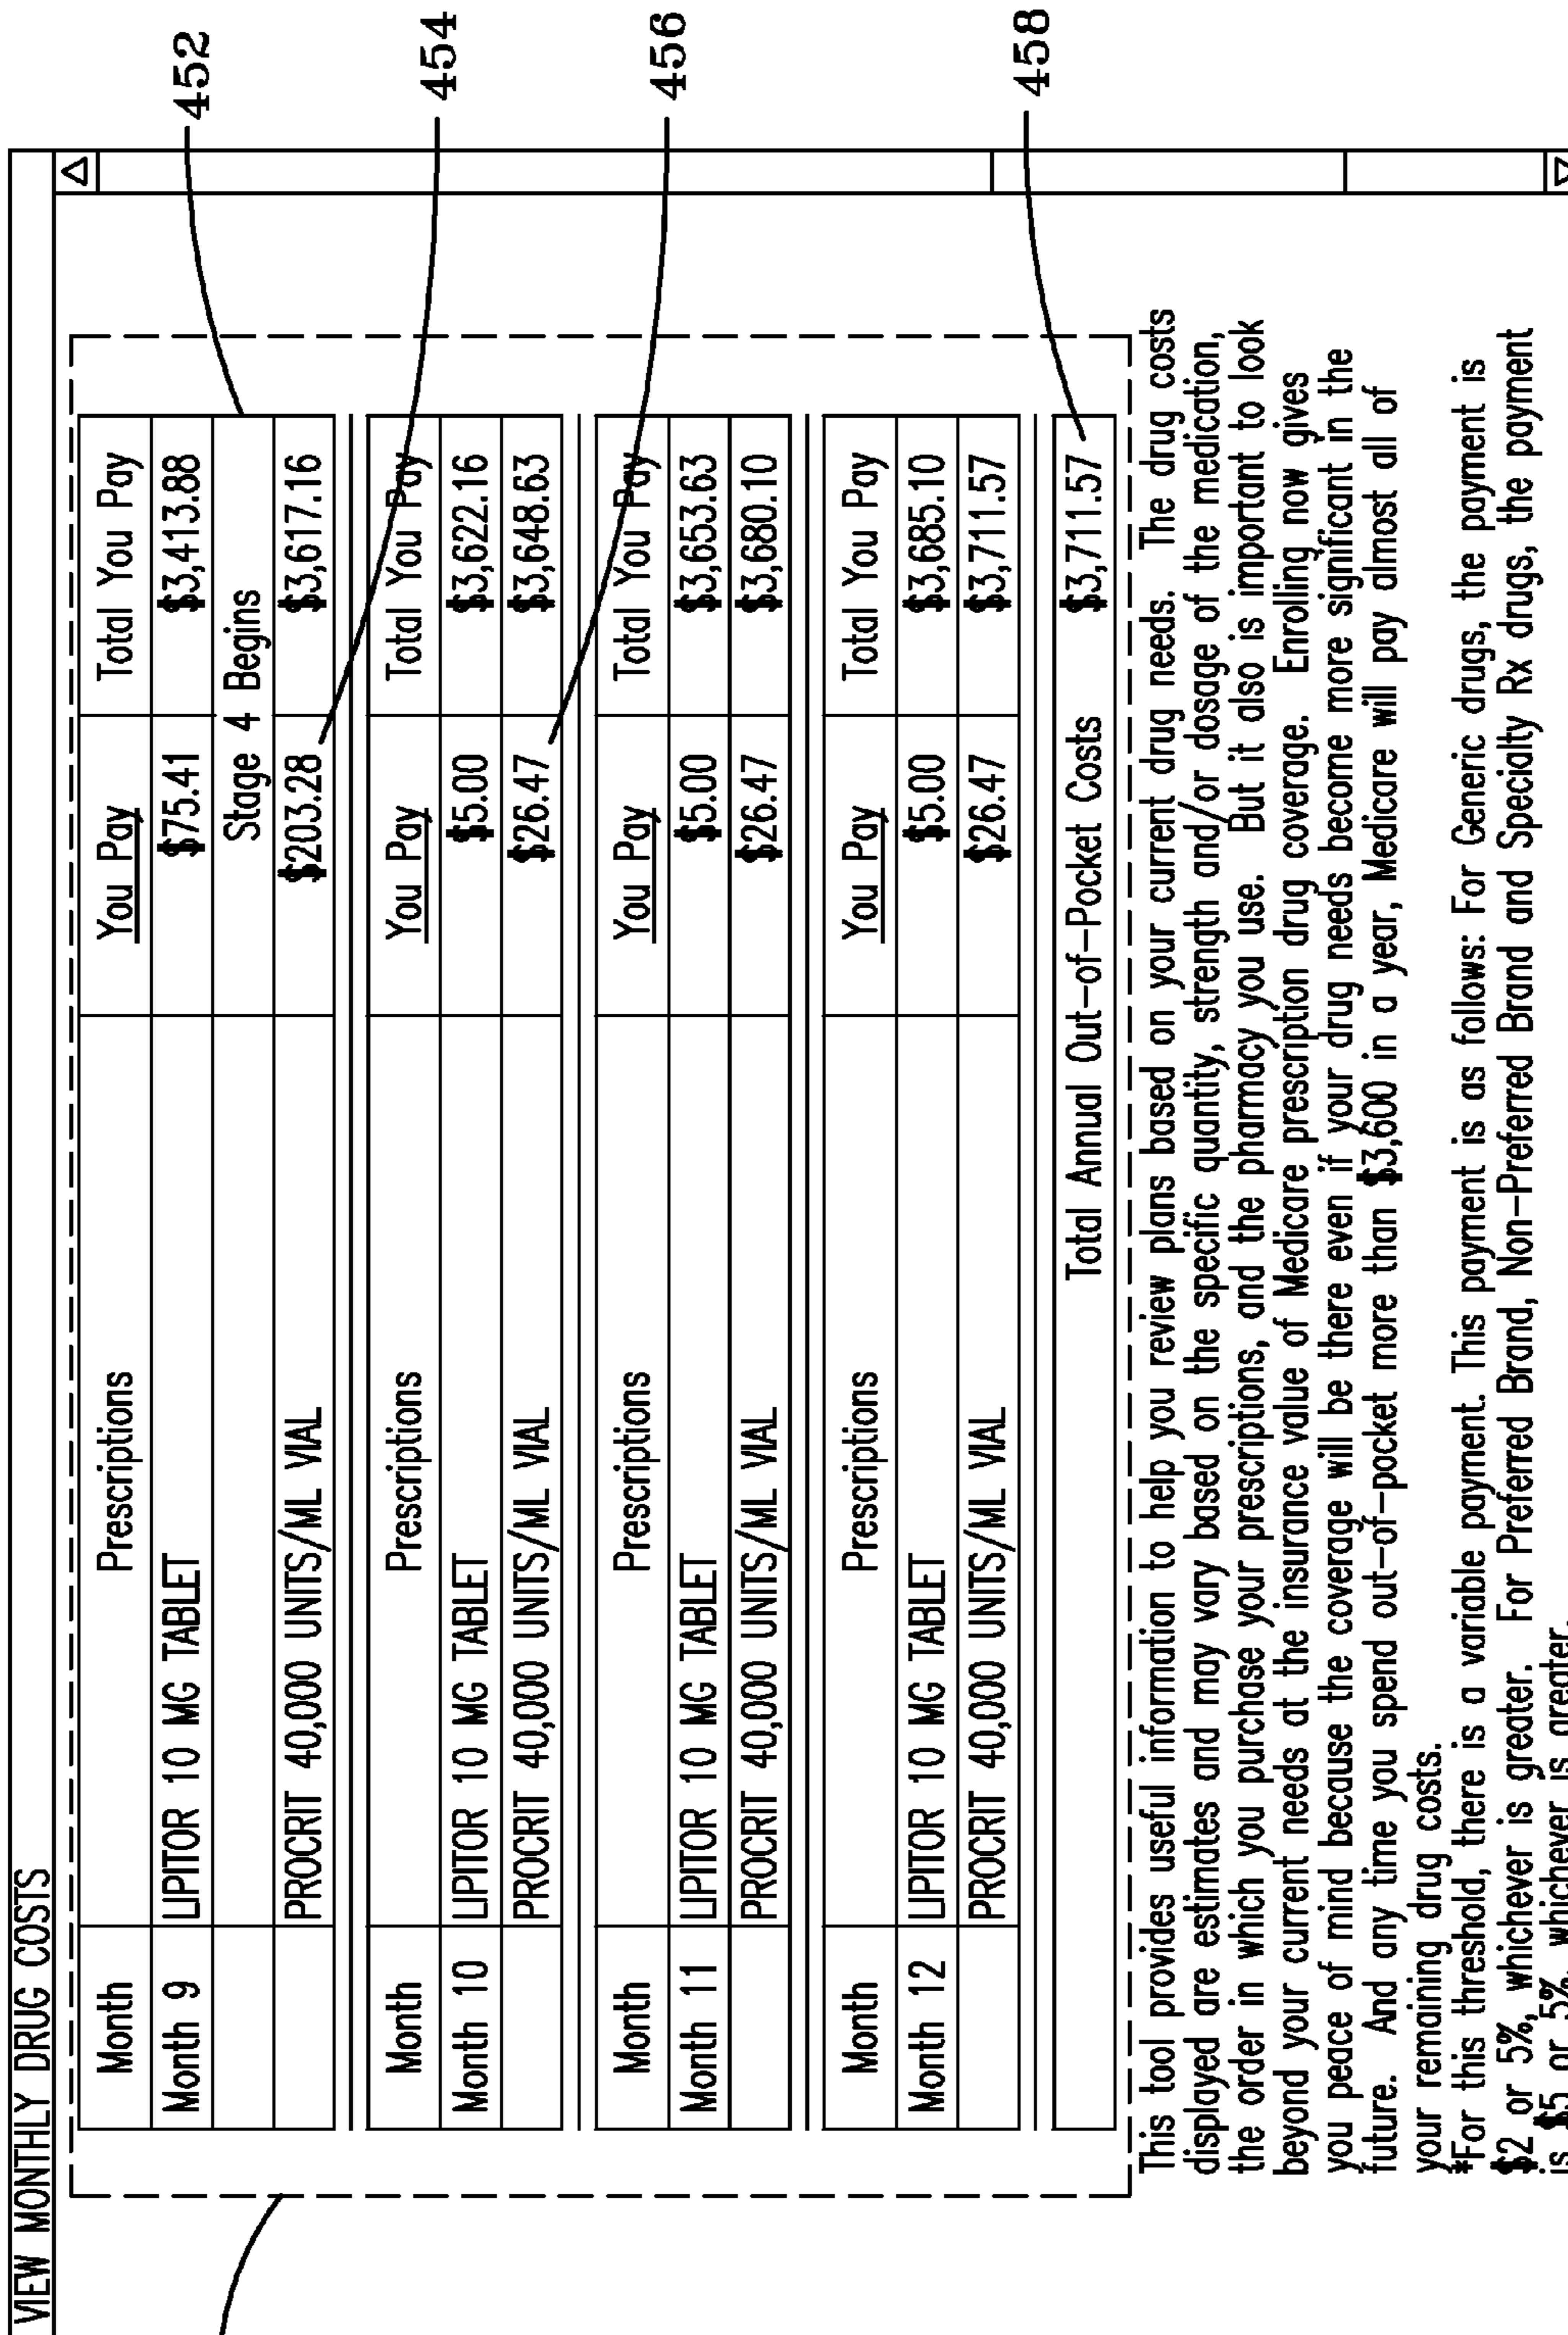 VIEW MONTHLY DRUG COSTS
Month Prescriptions You Pay Total You Pay
Month 9 LIPITOR 10 MG TABLET $75.41 $3,413.88
Stage 4 Begins
PROCRIT 40,000 UNITS/ML VIAL $203.28 $3,617.16
Month Prescriptions You Pay Total You Pay
Month 10 LIPITOR 10 MG TABLET $5.00 $3,622.16
PROCRIT 40,000 UNITS/ML VIAL $26.47 $3,648.63
Month Prescriptions You Pay Total You Pay
Month 11 LIPITOR 10 MG TABLET $5.00 $3,653.63
PROCRIT 40,000 UNITS/ML VIAL $26.47 $3,680.10
Month Prescriptions You Pay Total You Pay
Month 12 LIPITOR 10 MG TABLET $5.00 $3,685.10
PROCRIT 40,000 UNITS/ML VIAL $26.47 $3,711.57
Total Annual Out-of-Pocket Costs $3,711.57
This tool provides useful information to help you review plans based on your current drug needs. The drug costs
displayed are estimates and may vary based on the specific quantity, strength and/or dosage of the medication,
the order in which you purchase your prescriptions, and the pharmacy you use. But it also is important to look
beyond your current needs at the insurance value of Medicare prescription drug coverage. Enrolling now gives
you peace of mind because the coverage will be there even if your drug needs become more significant in the
future. And any time you spend out-of-pocket more than $3,600 in a year, Medicare will pay almost all of
your remaining drug costs.
*For this threshold, there is a variable payment. This payment is as follows: For Generic drugs, the payment is
$2 or 5%, whichever is greater. For Preferred Brand, Non-Preferred Brand and Specialty Rx drugs, the payment
is $5 or 5%, whichever is greater.
452
454
456
458